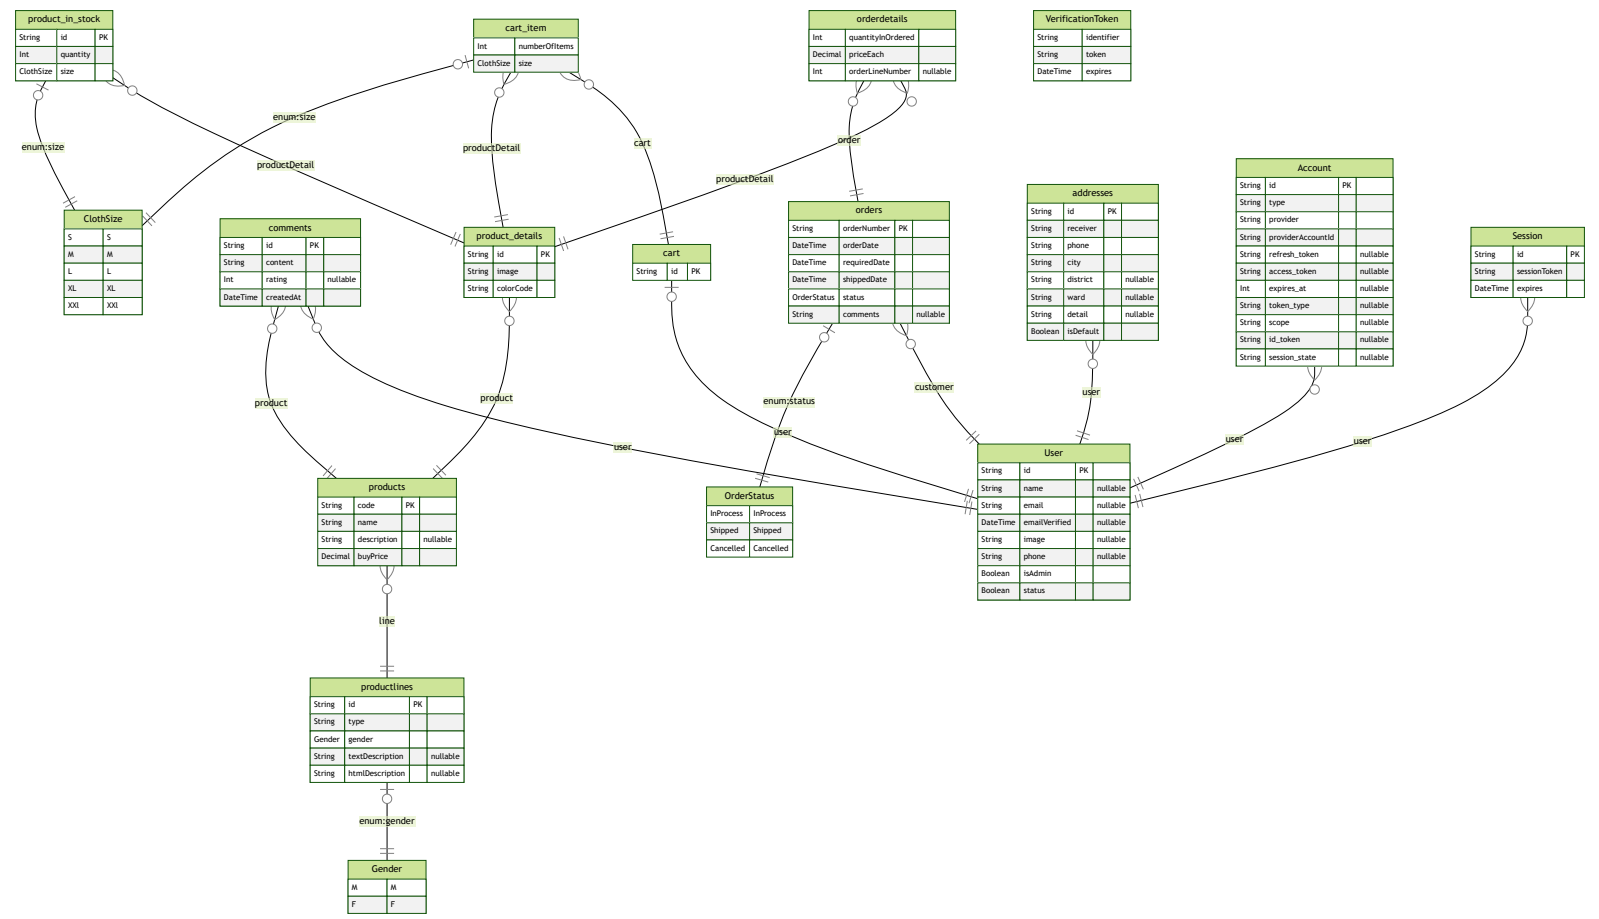 product_in_stock
String id PK
Int quantity
ClothSize size
cart_item
Int numberOfItems
ClothSize size
orderdetails
Int quantityInOrdered
Decimal priceEach
Int orderLineNumber nullable
VerificationToken
String identifier
String token
DateTime expires
enum:size
enum:size
productDetail
productDetail
cart
order
productDetail
ClothSize
S S
M M
L L
XL XL
XXl XXl
comments
String id PK
String content
Int rating nullable
DateTime createdAt
product_details
String id PK
String image
String colorCode
cart
String id PK
orders
String orderNumber PK
DateTime orderDate
DateTime requiredDate
DateTime shippedDate
OrderStatus status
String comments nullable
addresses
String id PK
String receiver
String phone
String city
String district nullable
String ward nullable
String detail nullable
Boolean isDefault
Account
String id PK
String type
String provider
String providerAccountId
String refresh_token nullable
String access_token nullable
Int expires_at nullable
String token_type nullable
String scope nullable
String id_token nullable
String session_state nullable
Session
String id PK
String sessionToken
DateTime expires
product
product
user
user
enum:status
customer
user
user
user
products
String code PK
String name
String description nullable
Decimal buyPrice
OrderStatus
InProcess InProcess
Shipped Shipped
Cancelled Cancelled
User
String id PK
String name nullable
String email nullable
DateTime emailVerified nullable
String image nullable
String phone nullable
Boolean isAdmin
Boolean status
line
productlines
String id PK
String type
Gender gender
String textDescription nullable
String htmlDescription nullable
enum:gender
Gender
M M
F F